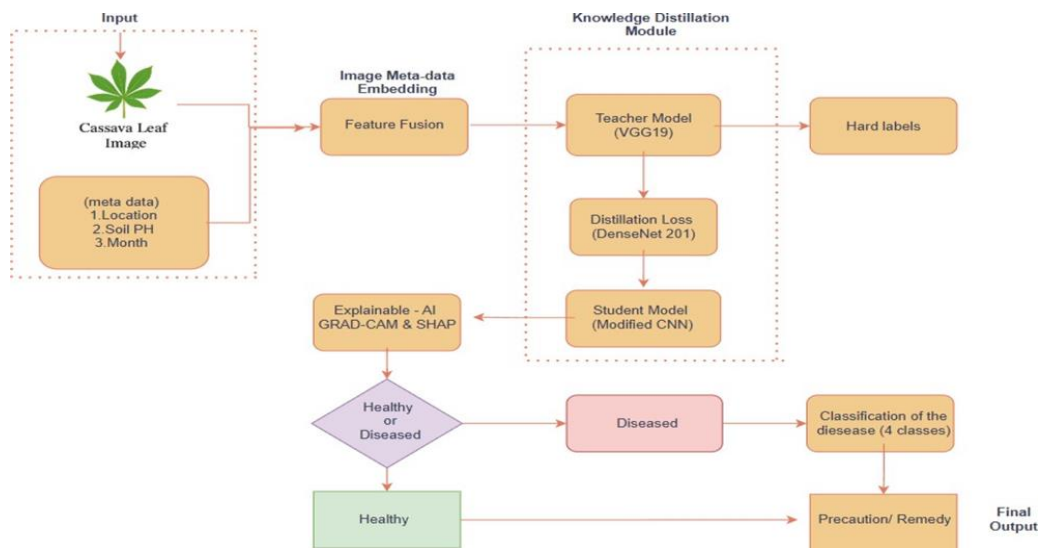 Input
Knowledge Distillation
Module
Cassava Leaf
Image
Image Meta-data
Embedding
Feature Fusion
Teacher Model
(VGG19)
Hard labels
(meta data)
1.Location
2.Soil PH
3.Month
Distillation Loss
(DenseNet 201)
Explainable - AI
GRAD-CAM & SHAP
Student Model
(Modified CNN)
Healthy
or
Diseased
Diseased
Classification of the
diesease (4 classes)
Healthy
Precaution/ Remedy
Final
Output